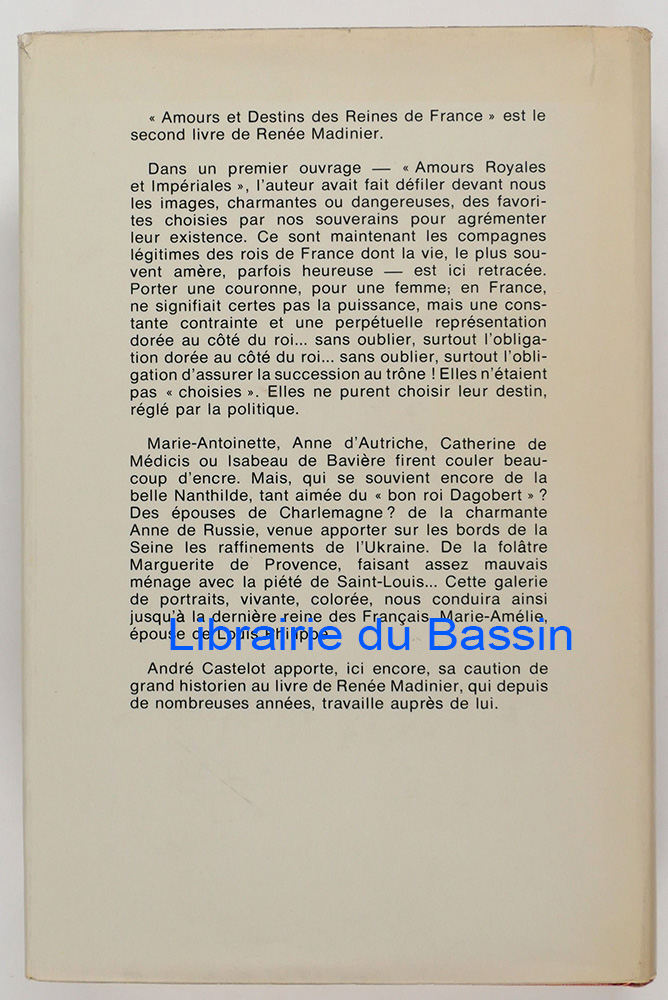 « Amours et Destins des Reines de France » est le
second livre de Renée Madinier.
Dans un premier ouvrage — « Amours Royales
et Impériales », l'auteur avait fait défiler devant nous
les images, charmantes ou dangereuses, des favori-
tes choisies par nos souverains pour agrémenter
leur existence. Ce sont maintenant les compagnes
légitimes des rois de France dont la vie, le plus sou-
vent amère, parfois heureuse — est ici retracée.
Porter une couronne, pour une femme; en France,
ne signifiait certes pas la puissance, mais une cons-
tante contrainte et une perpétuelle représentation
dorée au côté du roi... sans oublier, surtout l'obliga-
tion dorée au côté du roi... sans oublier, surtout l'obli-
gation d'assurer la succession au trône ! Elles n'étaient
pas « choisies ». Elles ne purent choisir leur destin,
réglé par la politique.
Marie-Antoinette, Anne d'Autriche, Catherine de
Médicis ou Isabeau de Bavière firent couler beau-
coup d'encre. Mais, qui se souvient encore de la
belle Nanthilde, tant aimée du « bon roi Dagobert » ?
Des épouses de Charlemagne ? de la charmante
Anne de Russie, venue apporter sur les bords de la
Seine les raffinements de l'Ukraine. De la folâtre
Marguerite de Provence, faisant assez mauvais
ménage avec la piété de Saint-Louis... Cette galerie
de portraits, vivante, colorée, nous conduira ainsi
jusqu'à la dernière reine des Français, Marie-Amélie,
épouse de Louis Philippe.
Librairie du Bassin
André Castelot apporte, ici encore, sa caution de
grand historien au livre de Renée Madinier, qui depuis
de nombreuses années, travaille auprès de lui.